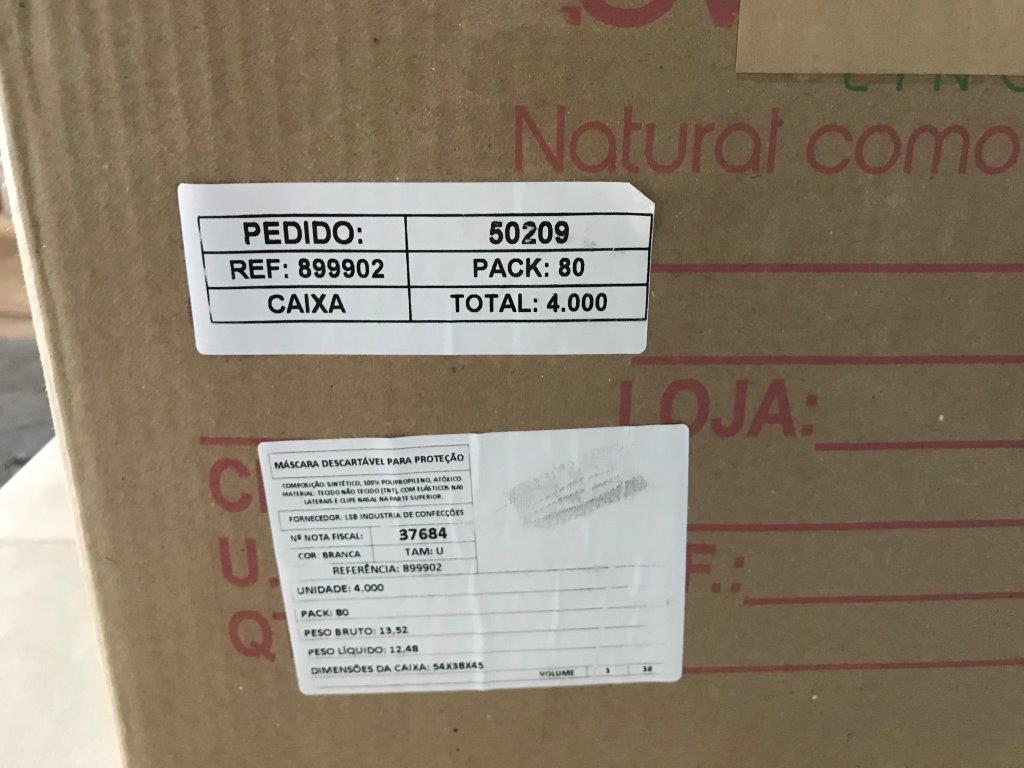 Natural como
PEDIDO: 50209
REF: 899902 PACK: 80
CAIXA TOTAL: 4.000
LOJA:
MÁSCARA DESCARTÁVEL PARA PROTEÇÃO
COMPOSIÇÃO: SINTÉTICO, 100% POLIPROPILENO, ATÓXICO.
MATERIAL: TECIDO NÃO TECIDO (TNT), COM ELÁSTICOS NAS
LATERAIS E CLIPE NASAL NA PARTE SUPERIOR.
FORNECEDOR: LSB INDUSTRIA DE CONFECÇÕES
Nº NOTA FISCAL: 37684
COR: BRANCA TAM: U
REFERÊNCIA: 899902
UNIDADE: 4.000
PACK: 80
PESO BRUTO: 13,52
PESO LÍQUIDO: 12,48
DIMENSÕES DA CAIXA: 54X38X45
VOLUME 3 38
U.
F.: